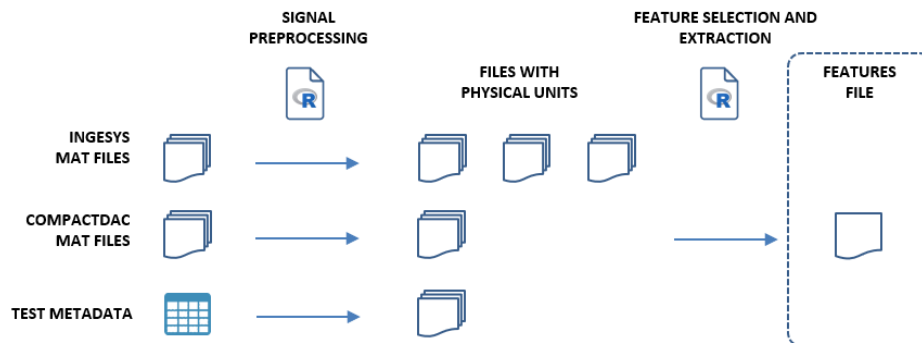 SIGNAL
PREPROCESSING
FEATURE SELECTION AND
EXTRACTION
FILES WITH
PHYSICAL UNITS
FEATURES
FILE
R
R
INGESYS
MAT FILES
COMPACTDAC
MAT FILES
TEST METADATA